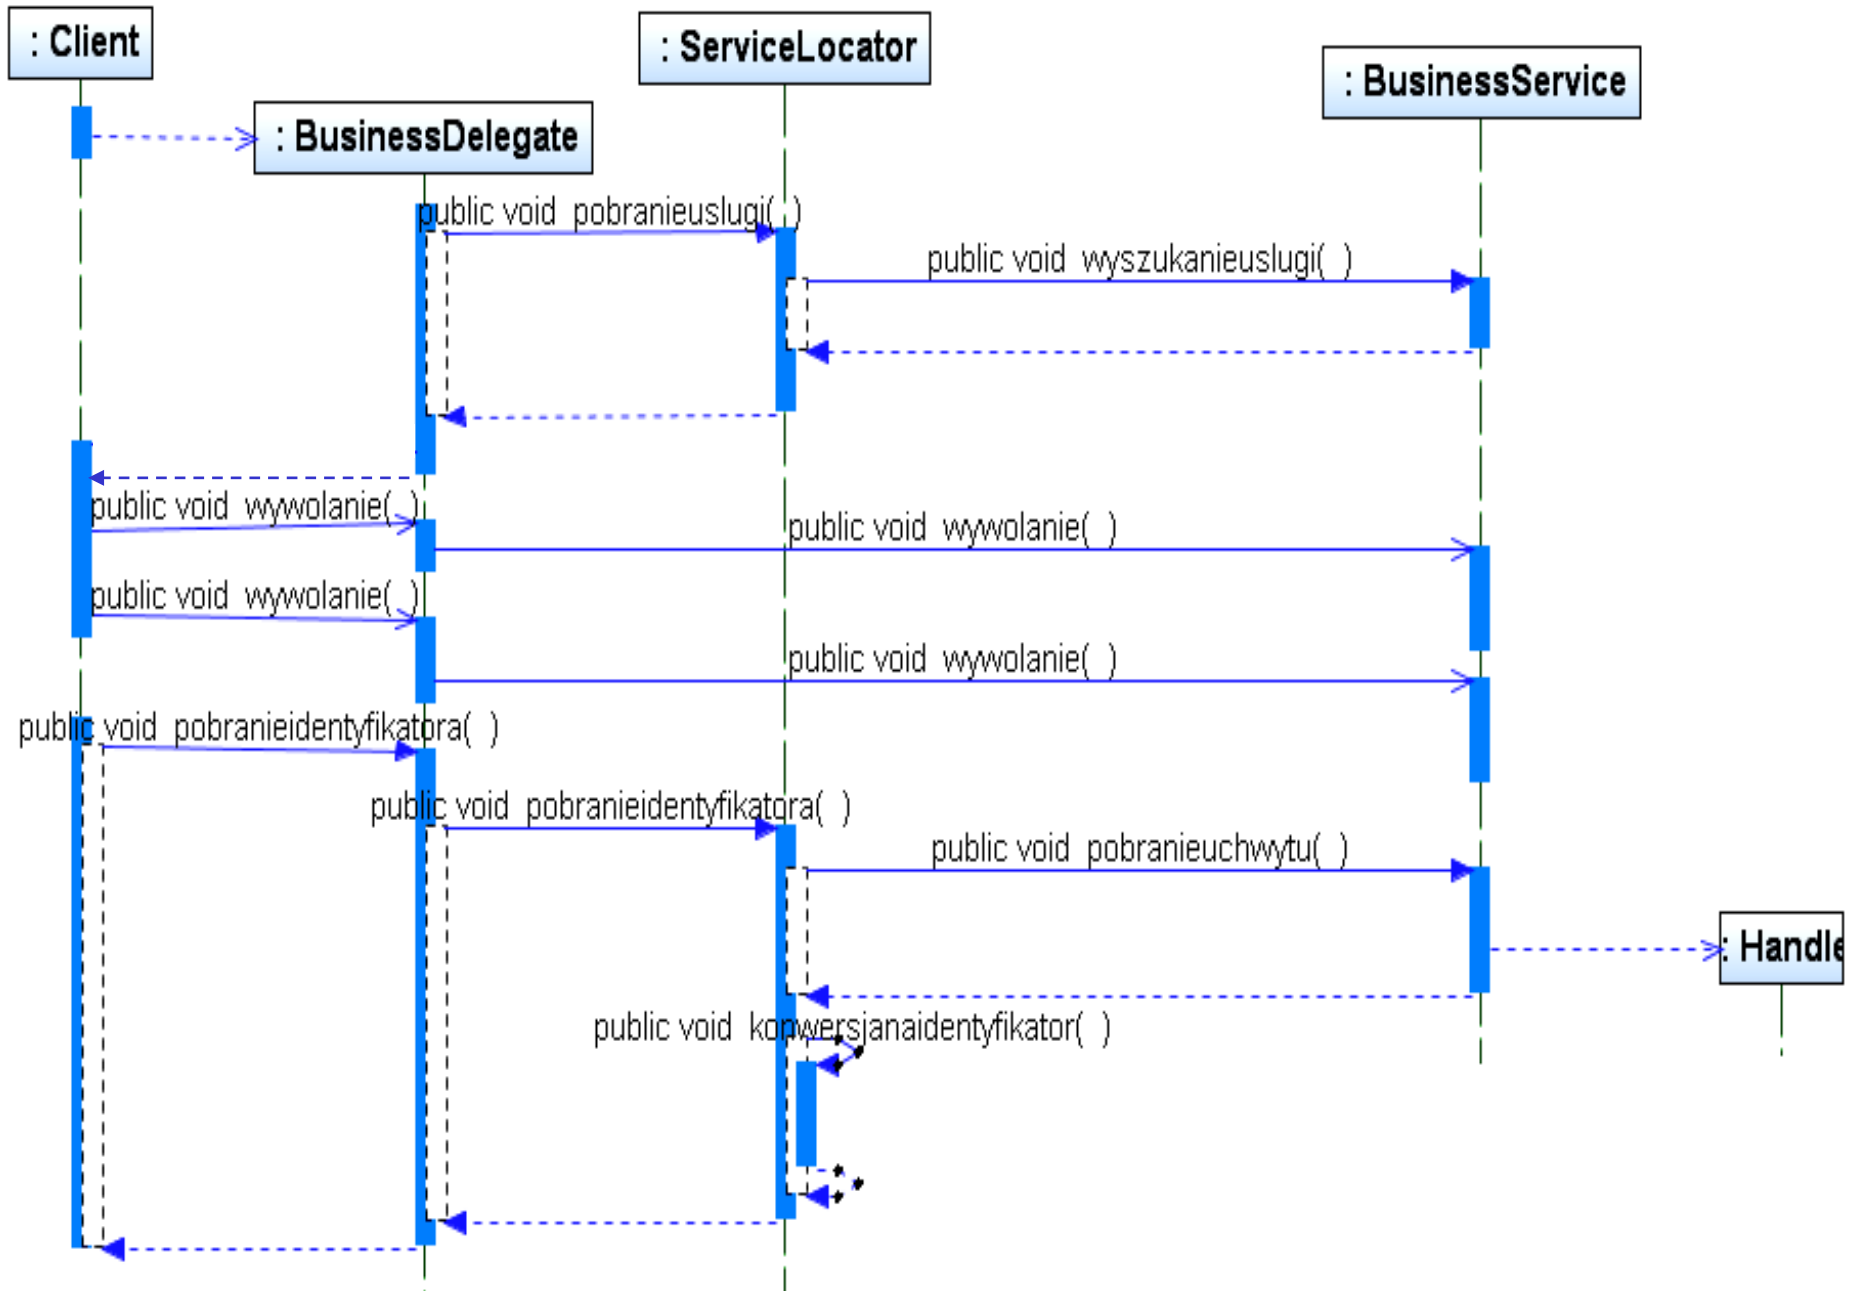 : Client
: ServiceLocator
: BusinessService
: BusinessDelegate
public void pobranieuslugi( )
public void wyszukanieuslugi( )
public void wywolanie( )
public void wywolanie( )
public void wywolanie( )
public void wywolanie( )
public void pobranieidentyfikatora( )
public void pobranieidentyfikatora( )
public void pobranieuchwytu( )
: Handle
public void konwersjanaidentyfikator( )